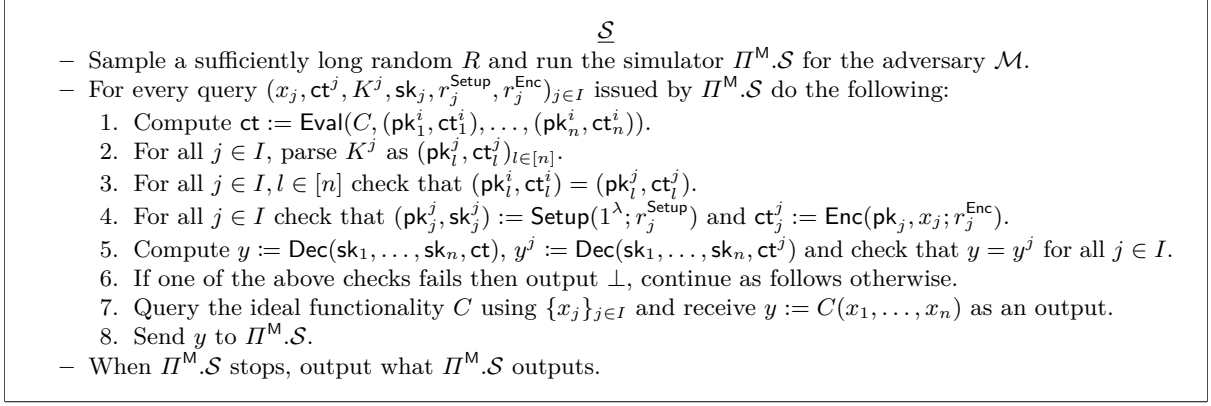 𝒮
– Sample a sufficiently long random R and run the simulator Π^M.𝒮 for the adversary ℳ.
– For every query (x_j, ct^j, K^j, sk_j, r_j^Setup, r_j^Enc)_{j∈I} issued by Π^M.𝒮 do the following:
1. Compute ct := Eval(C, (pk_1^i, ct_1^i), . . . , (pk_n^i, ct_n^i)).
2. For all j ∈ I, parse K^j as (pk_l^j, ct_l^j)_{l∈[n]}.
3. For all j ∈ I, l ∈ [n] check that (pk_l^i, ct_l^i) = (pk_l^j, ct_l^j).
4. For all j ∈ I check that (pk_j^j, sk_j^j) := Setup(1^λ; r_j^Setup) and ct_j^j := Enc(pk_j, x_j; r_j^Enc).
5. Compute y := Dec(sk_1, . . . , sk_n, ct), y^j := Dec(sk_1, . . . , sk_n, ct^j) and check that y = y^j for all j ∈ I.
6. If one of the above checks fails then output ⊥, continue as follows otherwise.
7. Query the ideal functionality C using {x_j}_{j∈I} and receive y := C(x_1, . . . , x_n) as an output.
8. Send y to Π^M.𝒮.
– When Π^M.𝒮 stops, output what Π^M.𝒮 outputs.